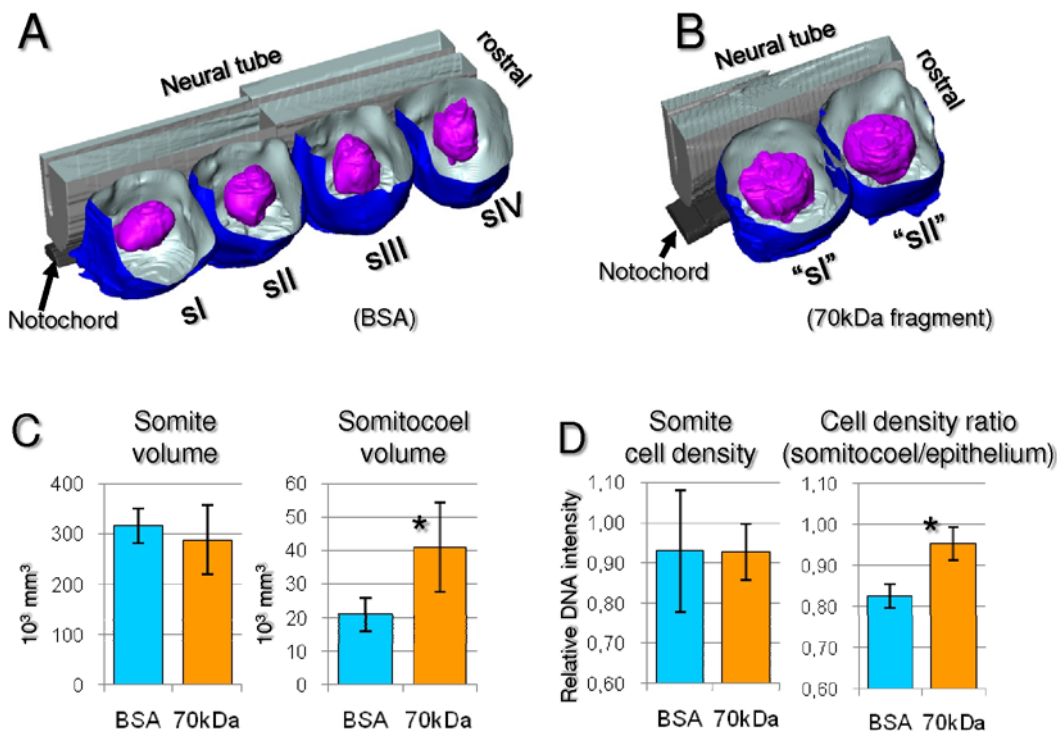 A
Neural tube
rostral
sI
sII
sIII
sIV
Notochord
(BSA)
B
Neural tube
rostral
"sI"
"sII"
Notochord
(70kDa fragment)
C
Somite
volume
10³ mm³
400
300
200
100
0
BSA 70kDa
Somitocoel
volume
10³ mm³
60
50
40
30
20
10
0
*
BSA 70kDa
D
Somite
cell density
Relative DNA intensity
1,10
1,00
0,90
0,80
0,70
0,60
BSA 70kDa
Cell density ratio
(somitocoel/epithelium)
1,10
1,00
0,90
0,80
0,70
0,60
*
BSA 70kDa